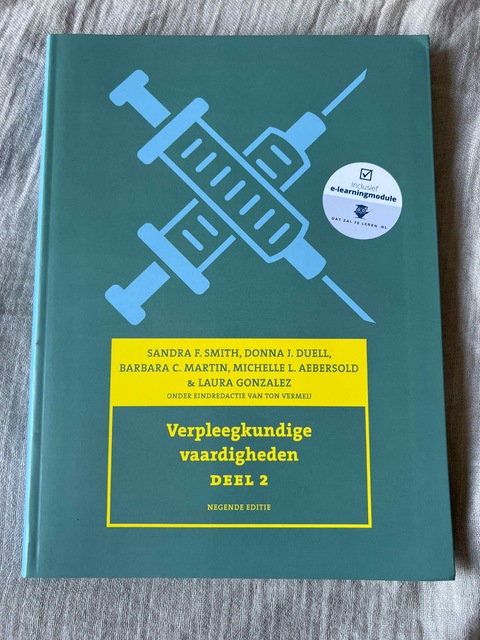 Inclusief
e-learningmodule
DAT ZAL JE LEREN .NL
SANDRA F. SMITH, DONNA J. DUELL,
BARBARA C. MARTIN, MICHELLE L. AEBERSOLD
& LAURA GONZALEZ
ONDER EINDREDACTIE VAN TON VERMEIJ
Verpleegkundige
vaardigheden
DEEL 2
NEGENDE EDITIE